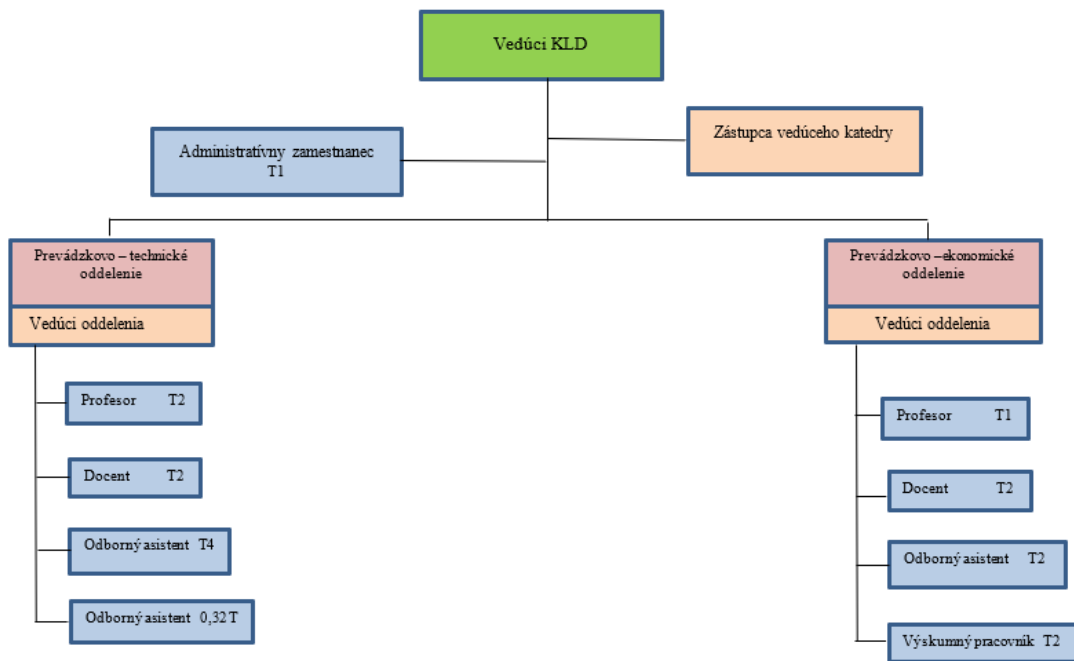 Vedúci KLD
Zástupca vedúceho katedry
Administratívny zamestnanec
T1
Prevádzkovo – technické
oddelenie
Vedúci oddelenia
Profesor T2
Docent T2
Odborný asistent T4
Odborný asistent 0,32 T
Prevádzkovo –ekonomické
oddelenie
Vedúci oddelenia
Profesor T1
Docent T2
Odborný asistent T2
Výskumný pracovník T2